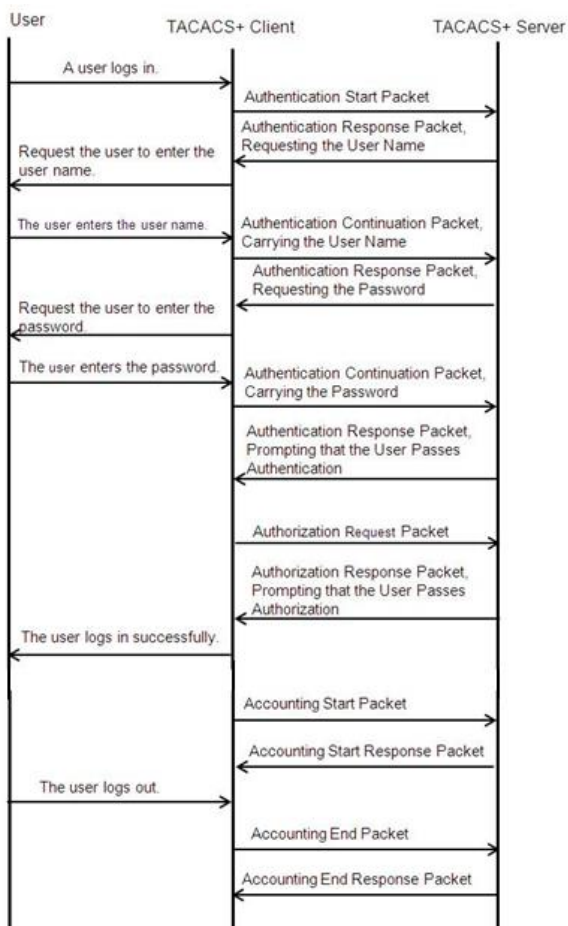 User
TACACS+ Client
TACACS+ Server
A user logs in.
Authentication Start Packet
Authentication Response Packet,
Requesting the User Name
Request the user to enter the
user name.
The user enters the user name.
Authentication Continuation Packet,
Carrying the User Name
Authentication Response Packet,
Requesting the Password
Request the user to enter the
password.
The user enters the password.
Authentication Continuation Packet,
Carrying the Password
Authentication Response Packet,
Prompting that the User Passes
Authentication
Authorization Request Packet
Authorization Response Packet,
Prompting that the User Passes
Authorization
The user logs in successfully.
Accounting Start Packet
Accounting Start Response Packet
The user logs out.
Accounting End Packet
Accounting End Response Packet